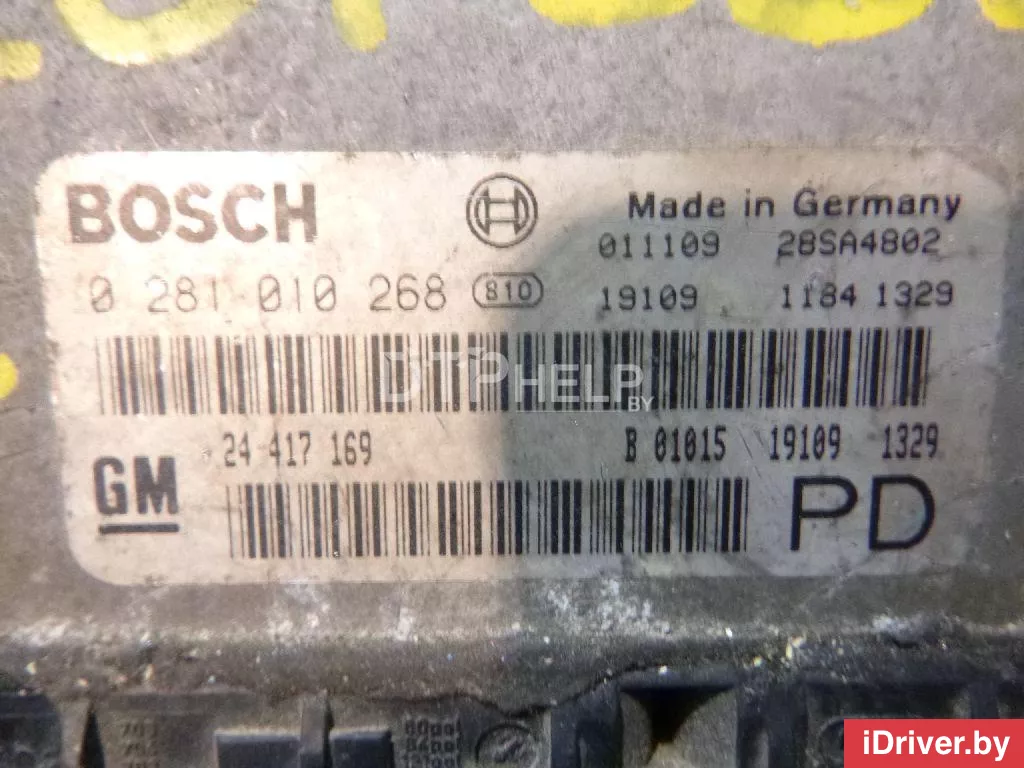 BOSCH
Made in Germany
011109 28SA4802
0 281 010 268 810 19109 1184 1329
DTPHELP BY
24 417 169 B 01015 19109 1329
GM
PD
iDriver.by